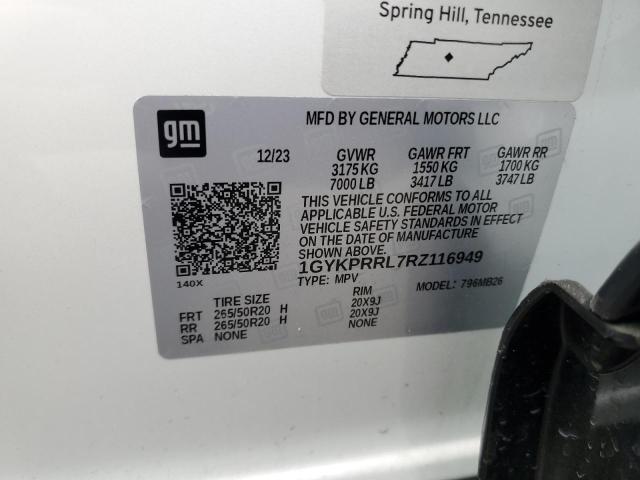 Spring Hill, Tennessee
gm
MFD BY GENERAL MOTORS LLC
12/23 GVWR GAWR FRT GAWR RR
3175 KG 1550 KG 1700 KG
7000 LB 3417 LB 3747 LB
THIS VEHICLE CONFORMS TO ALL
APPLICABLE U.S. FEDERAL MOTOR
VEHICLE SAFETY STANDARDS IN EFFECT
ON THE DATE OF MANUFACTURE
SHOWN ABOVE.
1GYKPRRL7RZ116949
140X
TYPE: MPV MODEL: 796MB26
TIRE SIZE RIM
FRT 265/50R20 H 20X9J
RR 265/50R20 H 20X9J
SPA NONE NONE